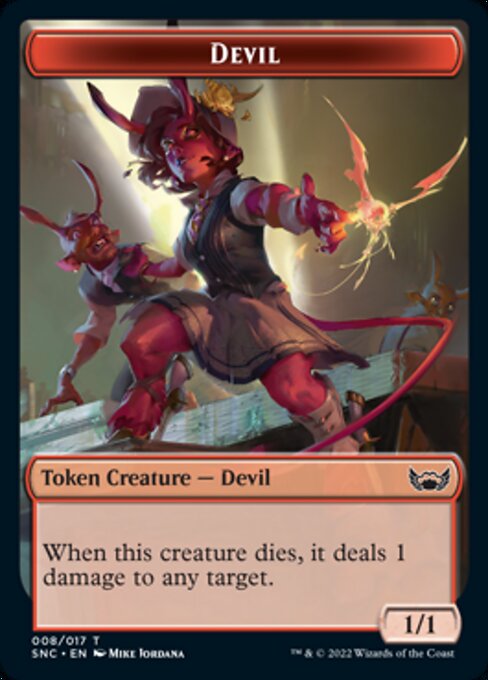 DEVIL
Token Creature — Devil
When this creature dies, it deals 1
damage to any target.
1/1
008/017 T
SNC • EN MIKE JORDANA
™ & © 2022 Wizards of the Coast